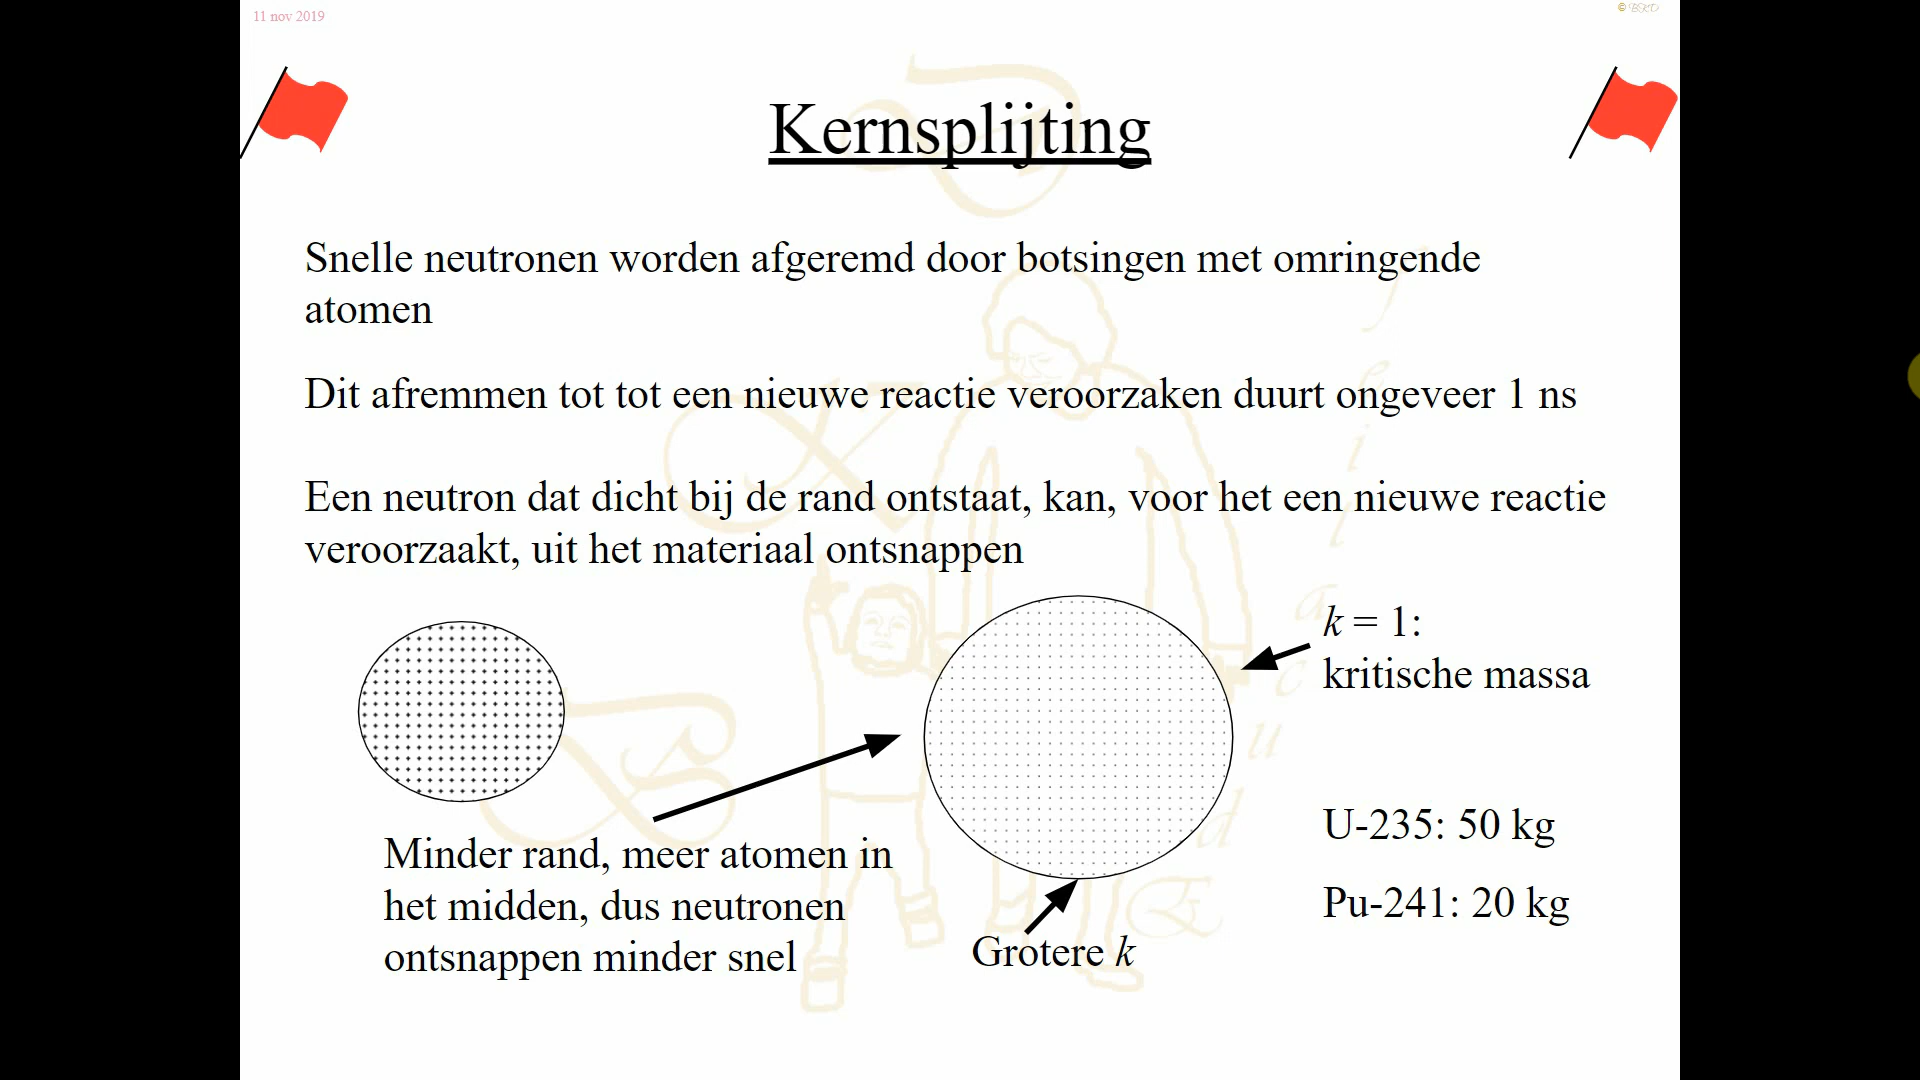 11 nov 2019
© BKD
Kernsplijting
Snelle neutronen worden afgeremd door botsingen met omringende
atomen
Dit afremmen tot tot een nieuwe reactie veroorzaken duurt ongeveer 1 ns
Een neutron dat dicht bij de rand ontstaat, kan, voor het een nieuwe reactie
veroorzaakt, uit het materiaal ontsnappen
k = 1:
kritische massa
Minder rand, meer atomen in
het midden, dus neutronen
ontsnappen minder snel
Grotere k
U-235: 50 kg
Pu-241: 20 kg